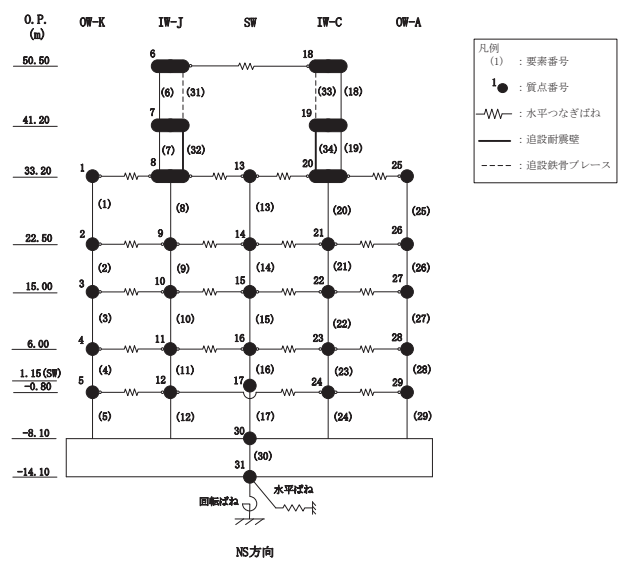 O.P.
(m)
OW-K IW-J SW IW-C OW-A
50.50
6 18
(6) (31) (33) (18)
41.20
7 19
(7) (32) (34) (19)
33.20
1 8 13 20 25
(1) (8) (13) (20) (25)
22.50
2 9 14 21 26
(2) (9) (14) (21) (26)
15.00
3 10 15 22 27
(3) (10) (15) (22) (27)
6.00
4 11 16 23 28
(4) (11) (16) (23) (28)
1.15(SW)
-0.80
5 12 17 24 29
(5) (12) (17) (24) (29)
-8.10
30
(30)
-14.10
31
水平ばね
回転ばね
NS方向
凡例
(1) : 要素番号
1 : 質点番号
: 水平つなぎばね
: 追設耐震壁
: 追設鉄骨ブレース